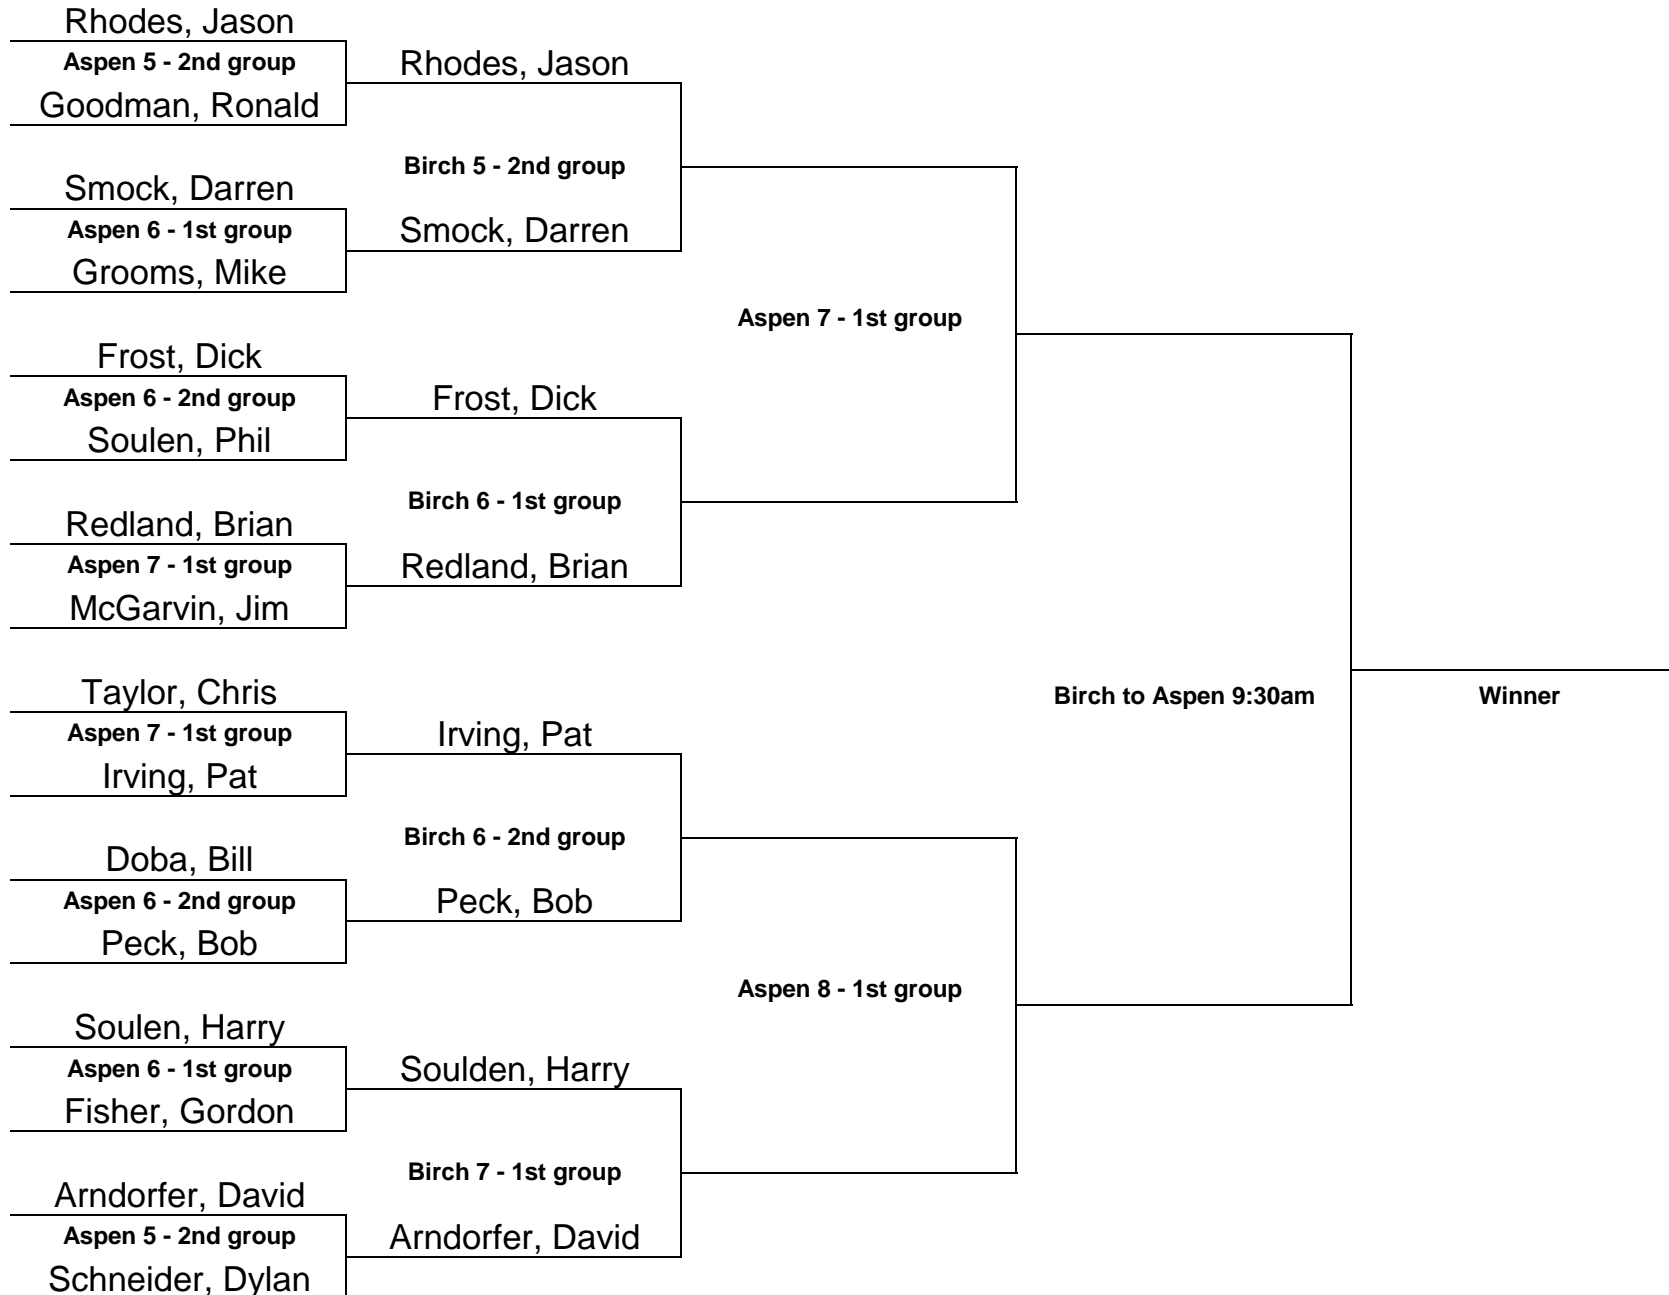 Rhodes, Jason
Aspen 5 - 2nd group
Goodman, Ronald
Smock, Darren
Aspen 6 - 1st group
Grooms, Mike
Frost, Dick
Aspen 6 - 2nd group
Soulen, Phil
Redland, Brian
Aspen 7 - 1st group
McGarvin, Jim
Taylor, Chris
Aspen 7 - 1st group
Irving, Pat
Doba, Bill
Aspen 6 - 2nd group
Peck, Bob
Soulen, Harry
Aspen 6 - 1st group
Fisher, Gordon
Arndorfer, David
Aspen 5 - 2nd group
Schneider, Dylan
Rhodes, Jason
Birch 5 - 2nd group
Smock, Darren
Frost, Dick
Birch 6 - 1st group
Redland, Brian
Irving, Pat
Birch 6 - 2nd group
Peck, Bob
Soulden, Harry
Birch 7 - 1st group
Arndorfer, David
Aspen 7 - 1st group
Aspen 8 - 1st group
Birch to Aspen 9:30am
Winner